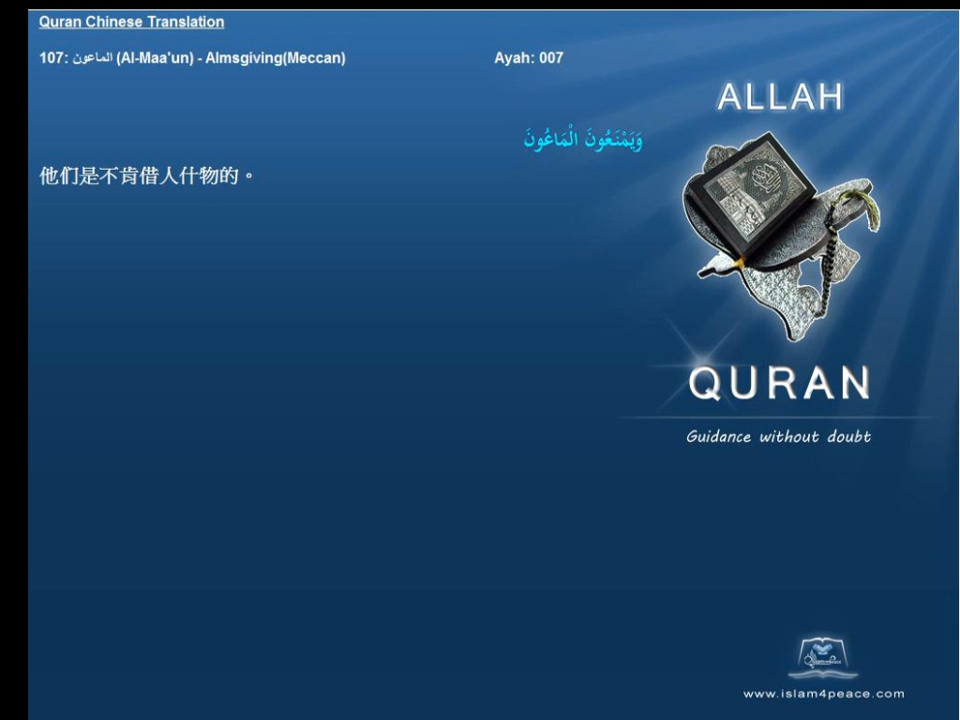 Quran Chinese Translation
107: الماعون (Al-Maa'un) - Almsgiving(Meccan)
Ayah: 007
ALLAH
وَيَمْنَعُونَ الْمَاعُونَ
他们是不肯借人什物的。
QURAN
Guidance without doubt
www.islam4peace.com